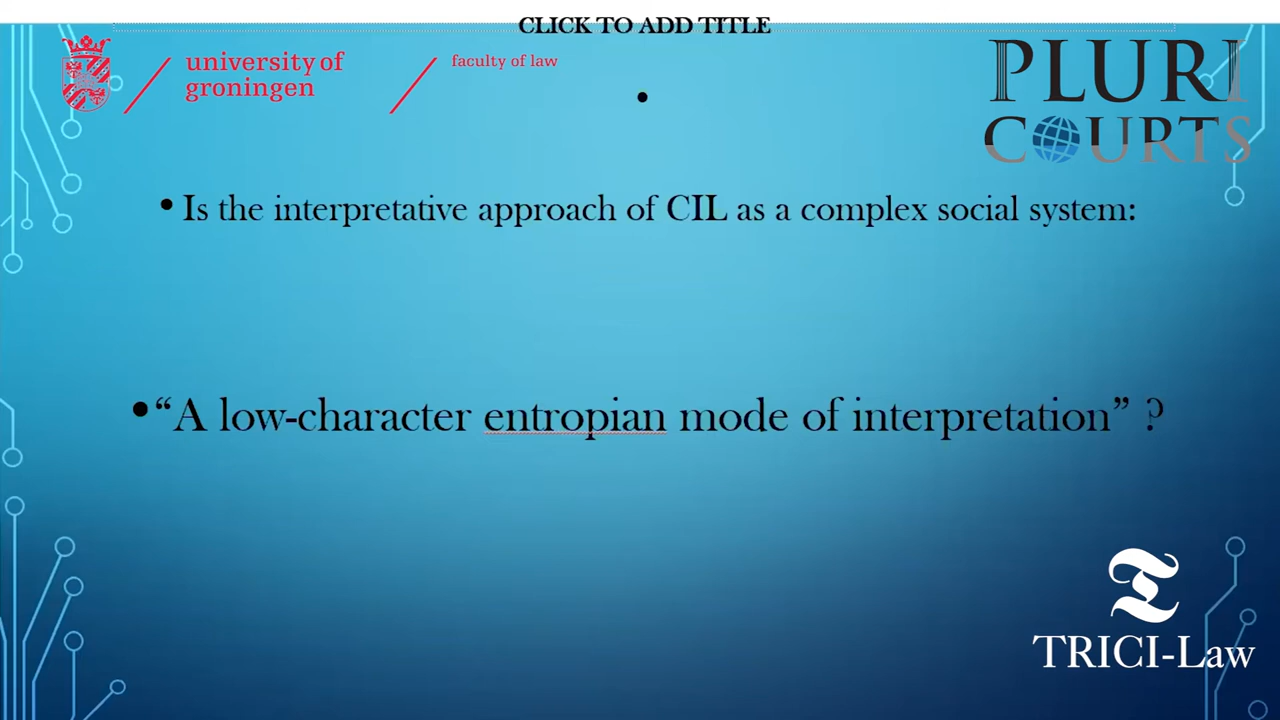 CLICK TO ADD TITLE
university of
groningen
faculty of law
PLURI
COURTS
• Is the interpretative approach of CIL as a complex social system:
• “A low-character entropian mode of interpretation” ?
TRICI-Law